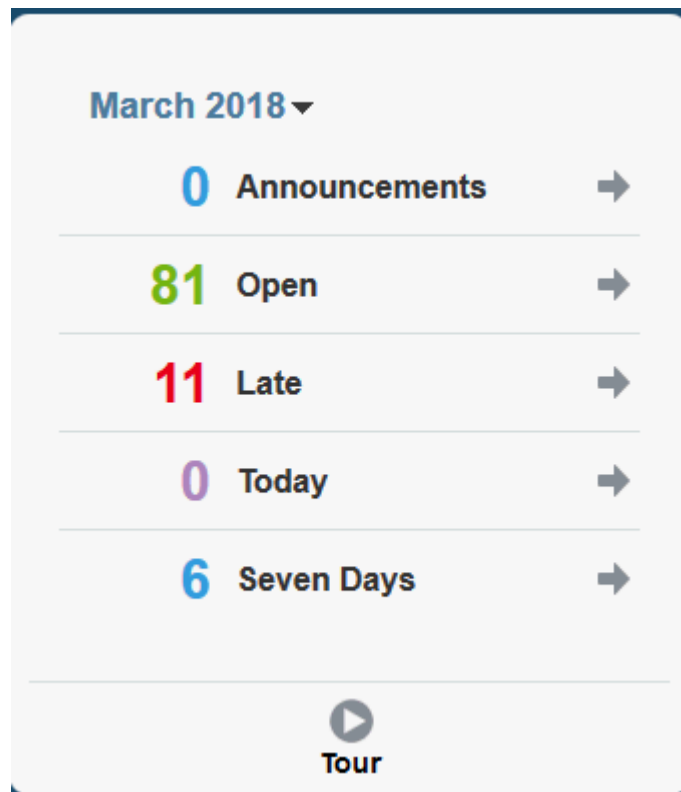 March 2018
0 Announcements
81 Open
11 Late
0 Today
6 Seven Days
Tour